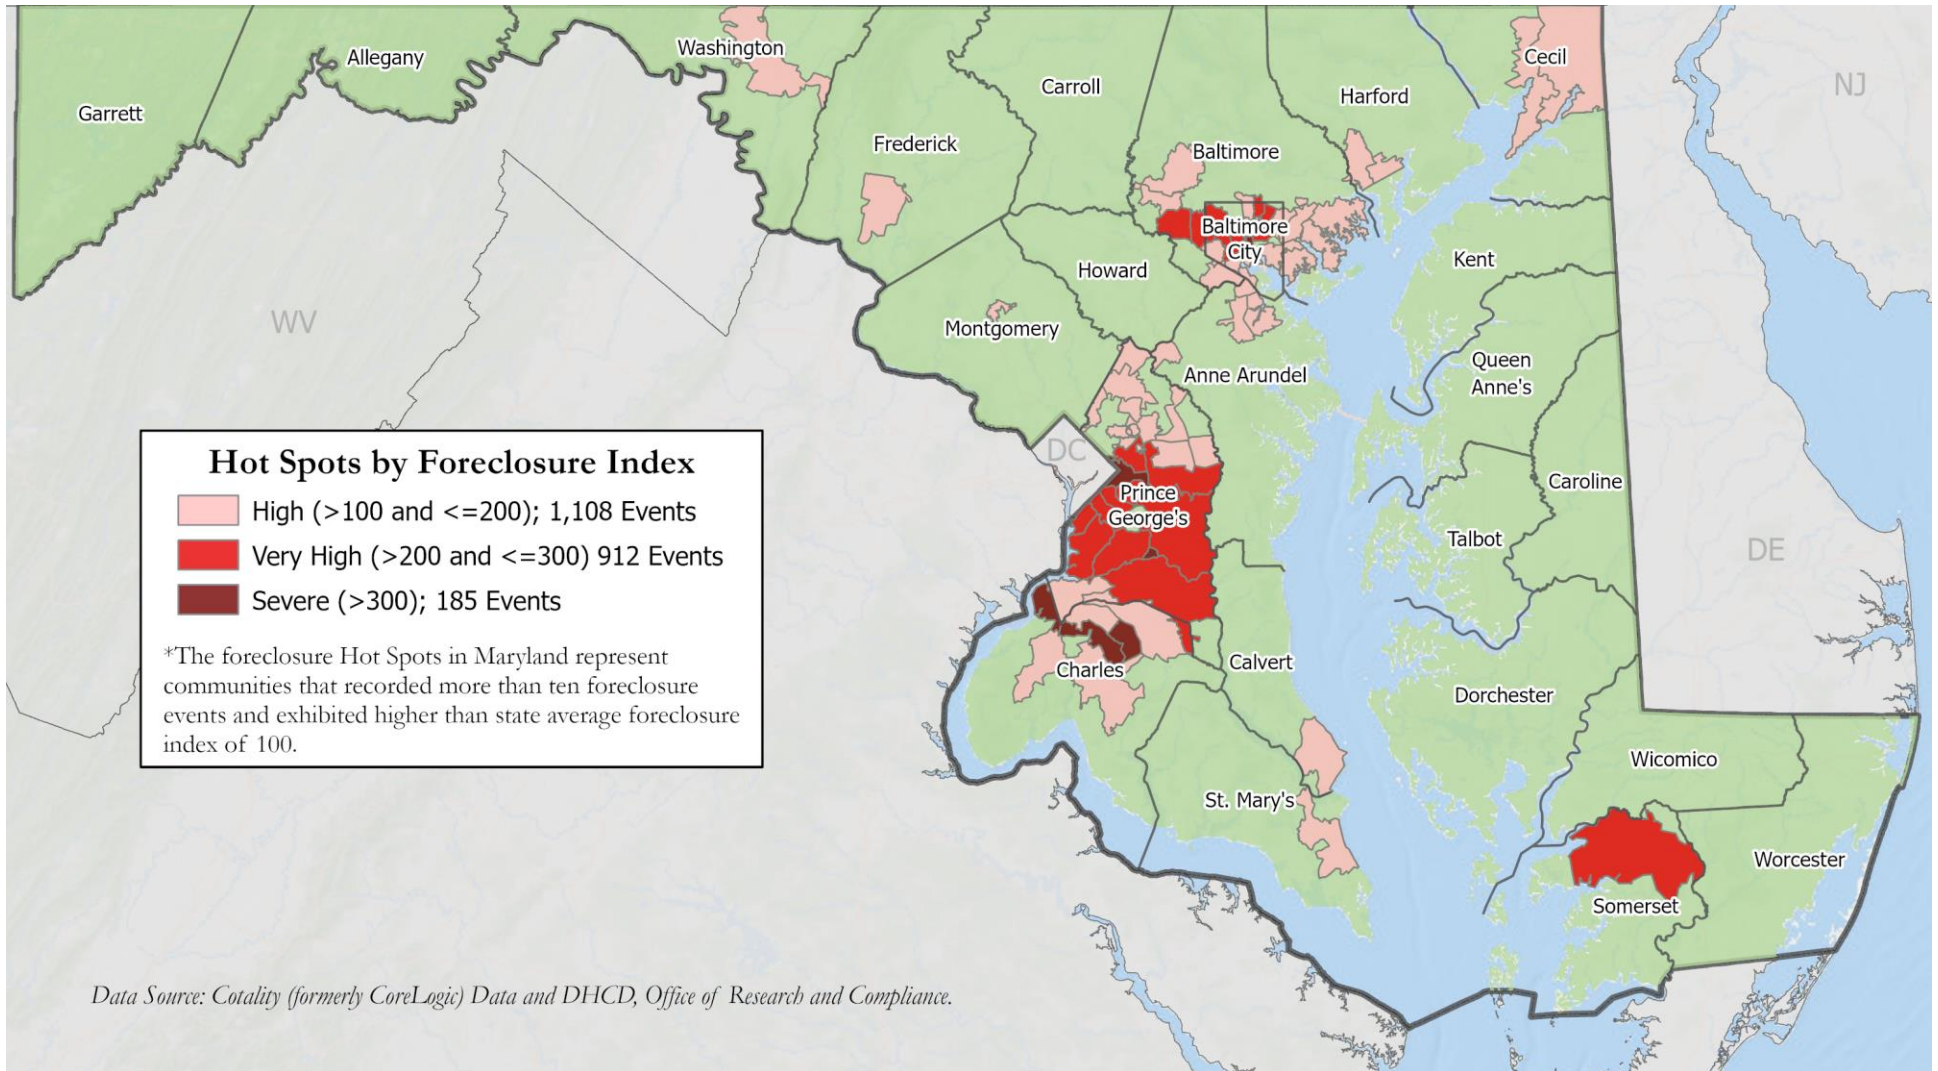 Garrett
Allegany
Washington
Frederick
Carroll
Baltimore
Harford
Cecil
NJ
Baltimore
City
Kent
Howard
Montgomery
WV
Anne Arundel
Queen
Anne's
DC
Prince
George's
Caroline
Talbot
DE
Hot Spots by Foreclosure Index
High (>100 and <=200); 1,108 Events
Very High (>200 and <=300) 912 Events
Severe (>300); 185 Events
*The foreclosure Hot Spots in Maryland represent
communities that recorded more than ten foreclosure
events and exhibited higher than state average foreclosure
index of 100.
Charles
Calvert
Dorchester
St. Mary's
Wicomico
Worcester
Somerset
Data Source: Cotality (formerly CoreLogic) Data and DHCD, Office of Research and Compliance.